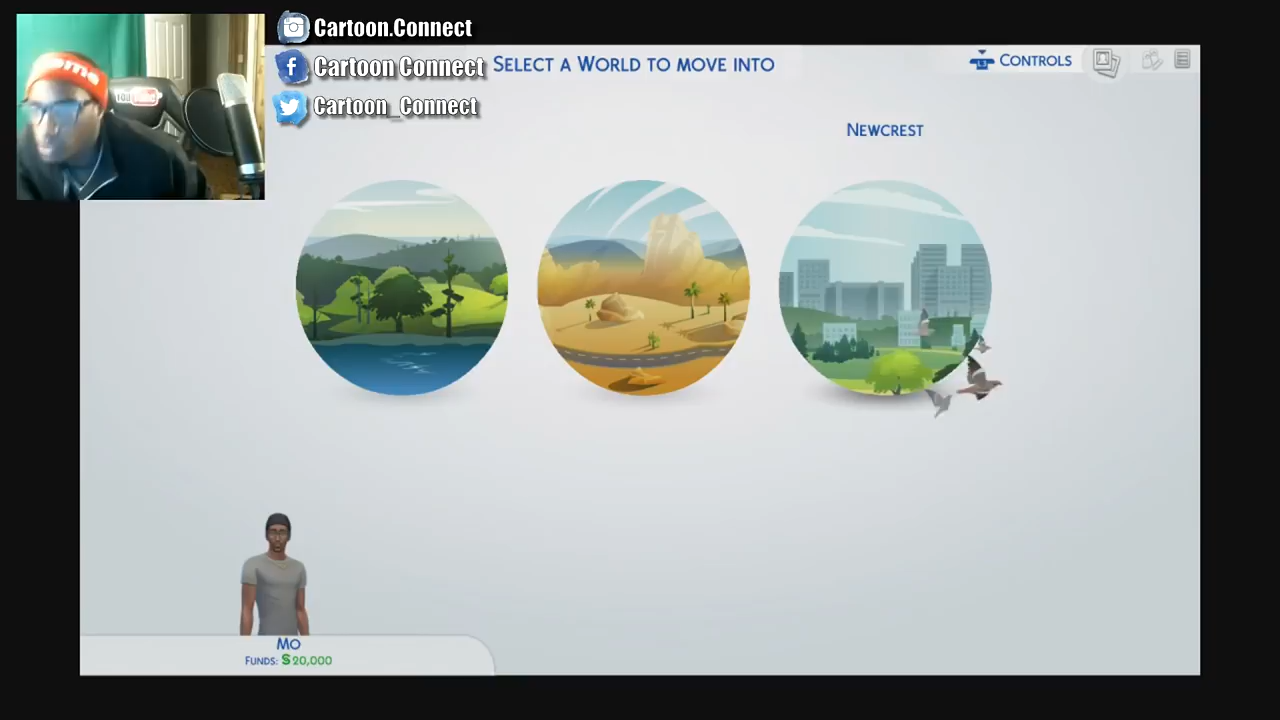 Cartoon.Connect
Cartoon Connect
Cartoon_Connect
SELECT A WORLD TO MOVE INTO
CONTROLS
NEWCREST
MO
FUNDS: §20,000